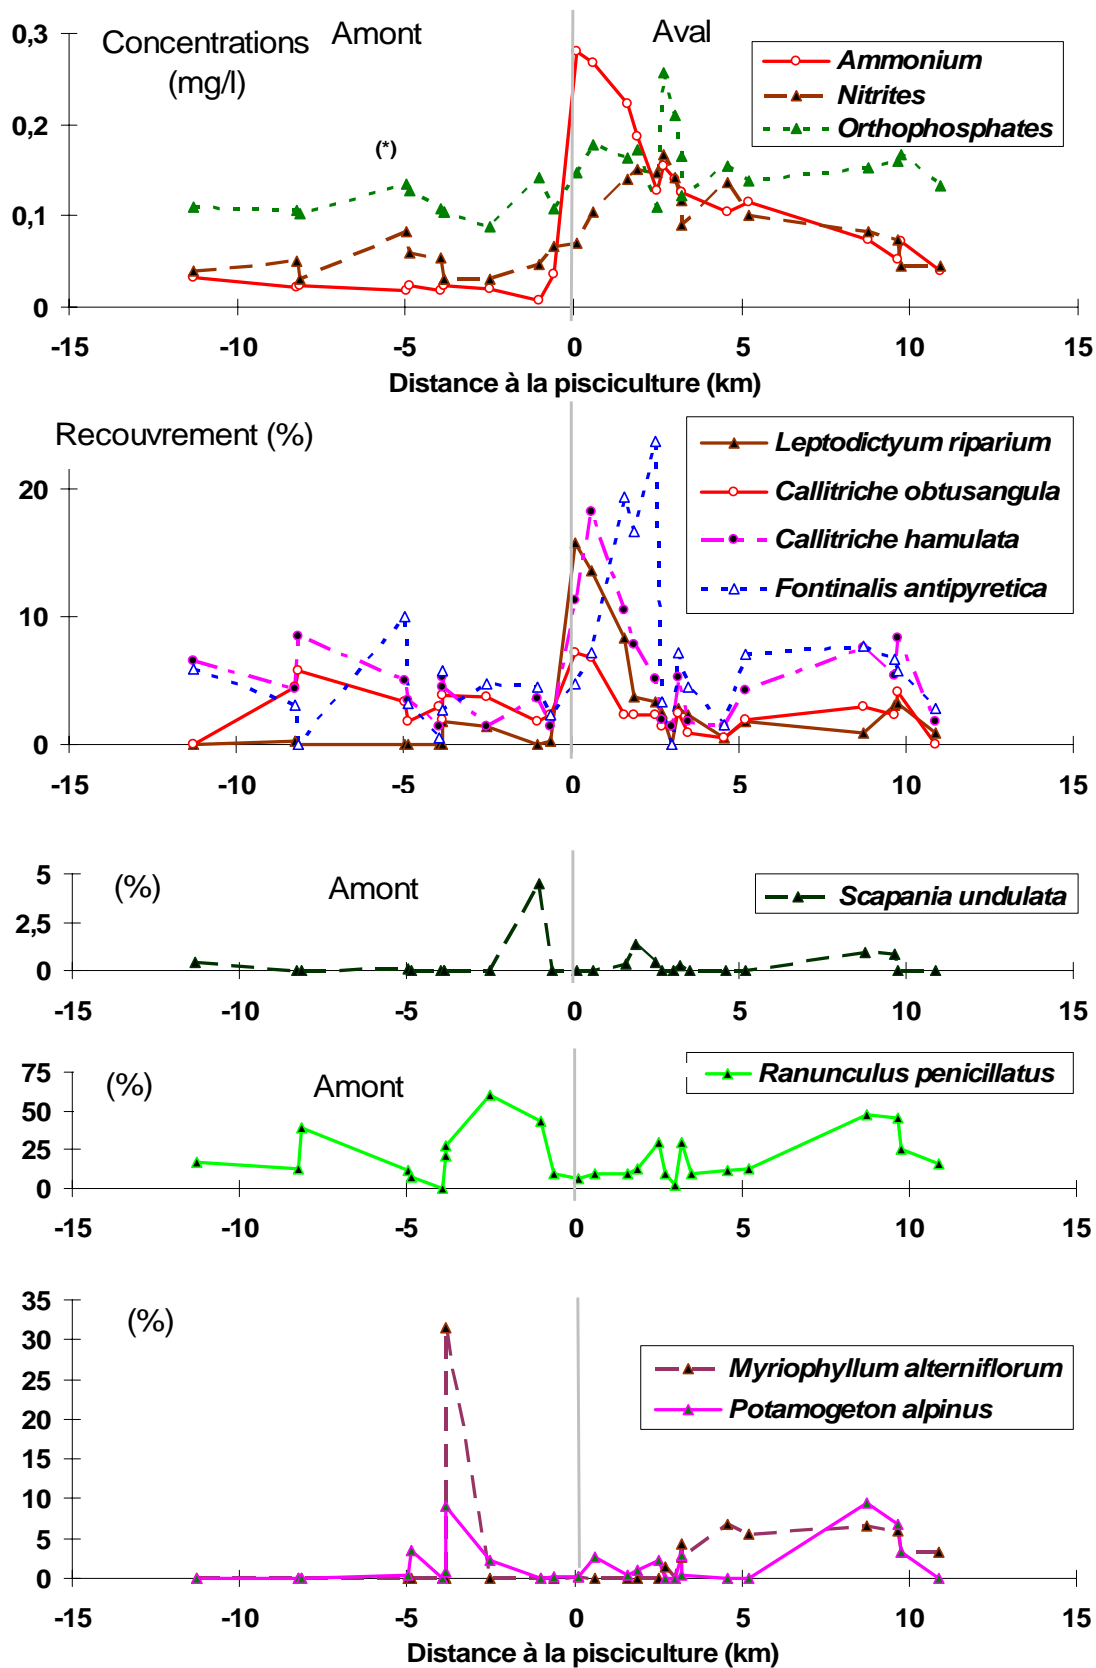 0,3
Concentrations
(mg/l)
Amont
Aval
Ammonium
Nitrites
Orthophosphates
0,2
(*)
0,1
0
-15 -10 -5 0 5 10 15
Distance à la pisciculture (km)
Recouvrement (%)
Leptodictyum riparium
Callitriche obtusangula
Callitriche hamulata
Fontinalis antipyretica
20
10
0
-15 -10 -5 0 5 10 15
5
(%)
Amont
Scapania undulata
2,5
0
-15 -10 -5 0 5 10 15
75
(%)
Amont
Ranunculus penicillatus
50
25
0
-15 -10 -5 0 5 10 15
35
(%)
30
Myriophyllum alterniflorum
Potamogeton alpinus
25
20
15
10
5
0
-15 -10 -5 0 5 10 15
Distance à la pisciculture (km)